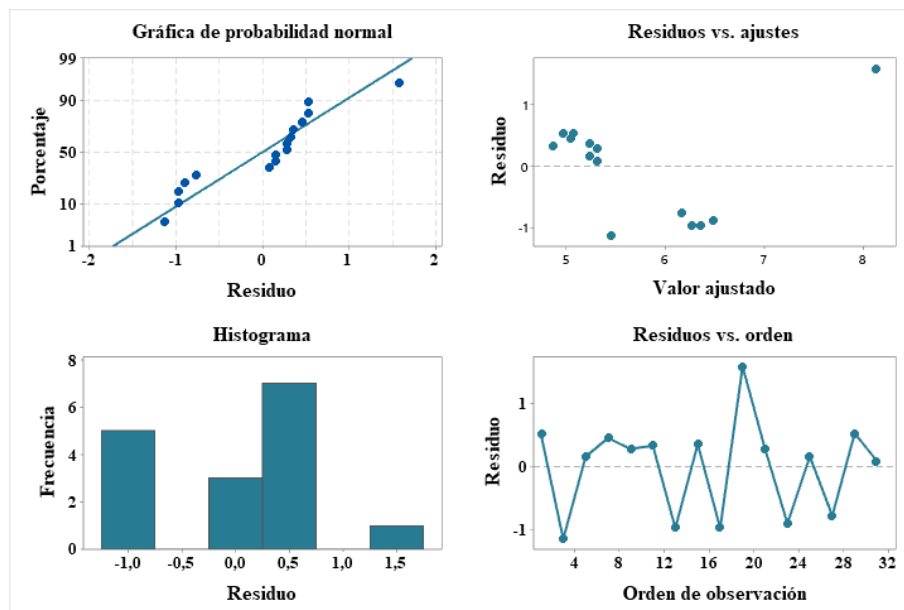 Gráfica de probabilidad normal
Porcentaje
99
90
50
10
1
-2 -1 0 1 2
Residuo
Residuos vs. ajustes
Residuo
1
0
-1
5 6 7 8
Valor ajustado
Histograma
Frecuencia
8
6
4
2
0
-1,0 -0,5 0,0 0,5 1,0 1,5
Residuo
Residuos vs. orden
Residuo
1
0
-1
4 8 12 16 20 24 28 32
Orden de observación